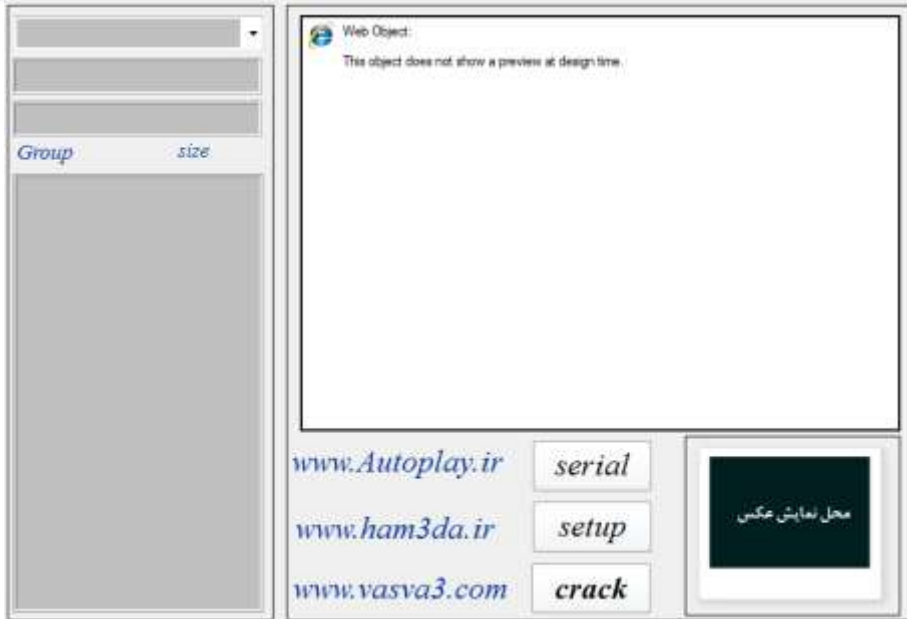 Group size
Web Object:
This object does not show a preview at design time.
www.Autoplay.ir
serial
www.ham3da.ir
setup
www.vasva3.com
crack
محل نمایش عکس